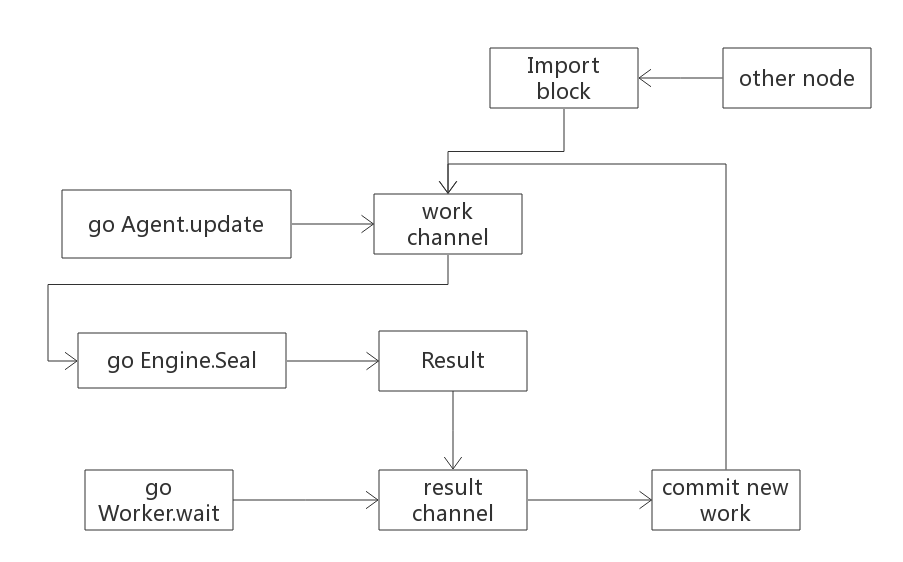 Import
block
other node
go Agent.update
work
channel
go Engine.Seal
Result
go
Worker.wait
result
channel
commit new
work